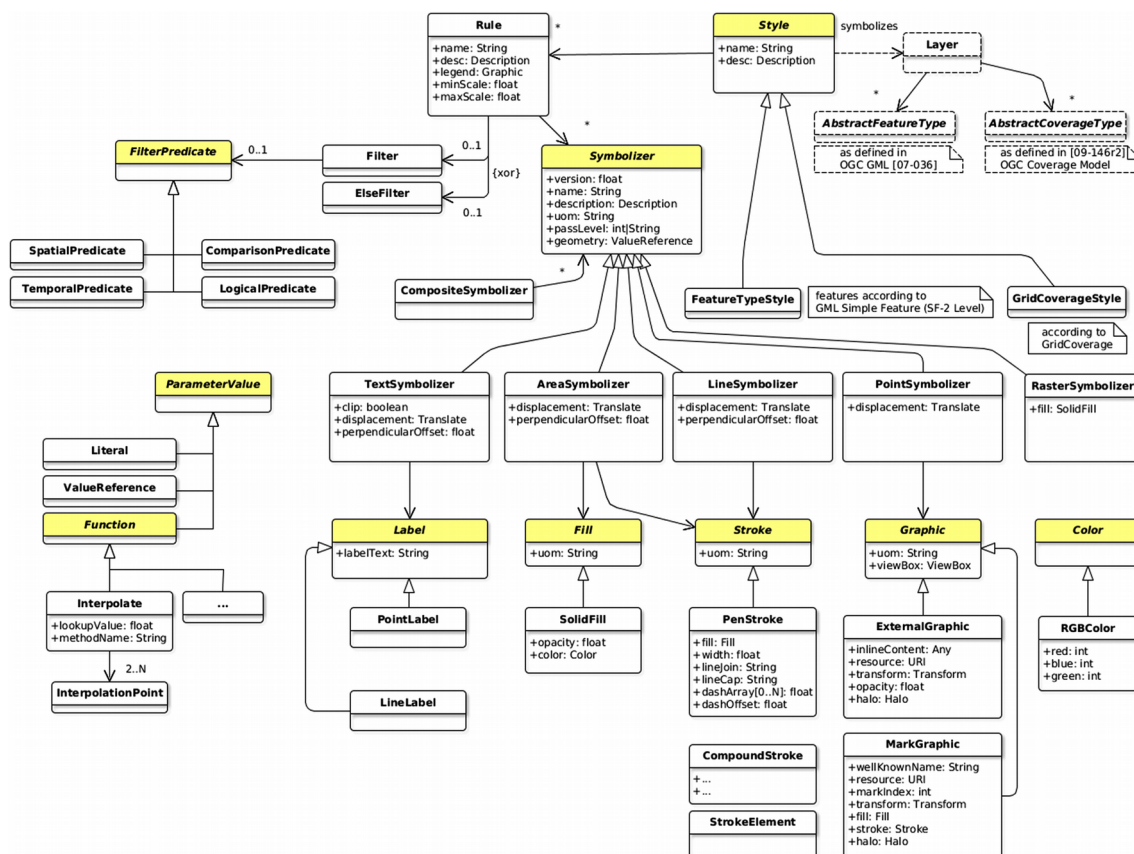 Rule
+name: String
+desc: Description
+legend: Graphic
+minScale: float
+maxScale: float
*
Style
+name: String
+desc: Description
symbolizes
Layer
*
*
AbstractFeatureType
as defined in
OGC GML [07-036]
AbstractCoverageType
as defined in [09-146r2]
OGC Coverage Model
FilterPredicate
0..1
Filter
0..1
{xor}
ElseFilter
0..1
*
Symbolizer
+version: float
+name: String
+description: Description
+uom: String
+passLevel: int|String
+geometry: ValueReference
SpatialPredicate
ComparisonPredicate
TemporalPredicate
LogicalPredicate
CompositeSymbolizer
*
FeatureTypeStyle
features according to
GML Simple Feature (SF-2 Level)
GridCoverageStyle
according to
GridCoverage
ParameterValue
Literal
ValueReference
Function
Interpolate
+lookupValue: float
+methodName: String
...
2..N
InterpolationPoint
TextSymbolizer
+clip: boolean
+displacement: Translate
+perpendicularOffset: float
AreaSymbolizer
+displacement: Translate
+perpendicularOffset: float
LineSymbolizer
+displacement: Translate
+perpendicularOffset: float
PointSymbolizer
+displacement: Translate
RasterSymbolizer
+fill: SolidFill
Label
+labelText: String
Fill
+uom: String
Stroke
+uom: String
Graphic
+uom: String
+viewBox: ViewBox
Color
PointLabel
LineLabel
SolidFill
+opacity: float
+color: Color
PenStroke
+fill: Fill
+width: float
+lineJoin: String
+lineCap: String
+dashArray[0..N]: float
+dashOffset: float
ExternalGraphic
+inlineContent: Any
+resource: URI
+transform: Transform
+opacity: float
+halo: Halo
RGBColor
+red: int
+blue: int
+green: int
CompoundStroke
+...
+...
StrokeElement
MarkGraphic
+wellKnownName: String
+resource: URI
+markIndex: int
+transform: Transform
+fill: Fill
+stroke: Stroke
+halo: Halo